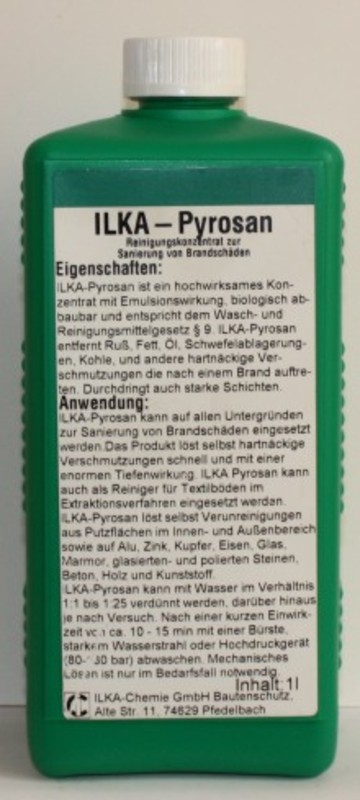 ILKA – Pyrosan
Reinigungskonzentrat zur
Sanierung von Brandschäden
Eigenschaften:
ILKA-Pyrosan ist ein hochwirksames Kon-
zentrat mit Emulsionswirkung, biologisch ab-
baubar und entspricht dem Wasch- und
Reinigungsmittelgesetz § 9. ILKA-Pyrosan
entfernt Ruß, Fett, Öl, Schwefelablagerung-
en, Kohle, und andere hartnäckige Ver-
schmutzungen die nach einem Brand auftre-
ten. Durchdringt auch starke Schichten.
Anwendung:
ILKA-Pyrosan kann auf allen Untergründen
zur Sanierung von Brandschäden eingesetzt
werden.Das Produkt löst selbst hartnäckige
Verschmutzungen schnell und mit einer
enormen Tiefenwirkung. ILKA Pyrosan kann
auch als Reiniger für Textilböden im
Extraktionsverfahren eingesetzt werden.
ILKA-Pyrosan löst selbst Verunreinigungen
aus Putzflächen im Innen- und Außenbereich
sowie auf Alu, Zink, Kupfer, Eisen, Glas,
Marmor, glasierten- und polierten Steinen,
Beton, Holz und Kunststoff.
ILKA-Pyrosan kann mit Wasser im Verhältnis
1:1 bis 1:25 verdünnt werden, darüber hinaus
je nach Versuch. Nach einer kurzen Einwirk-
zeit von ca. 10 - 15 min mit einer Bürste,
starkem Wasserstrahl oder Hochdruckgerät
bar) abwaschen. Mechanisches
Lösen ist nur im Bedarfsfall notwendig.
Inhalt: 1l
ILKA-Chemie GmbH Bautenschutz,
Alte Str. 11, 74629 Pfedelbach